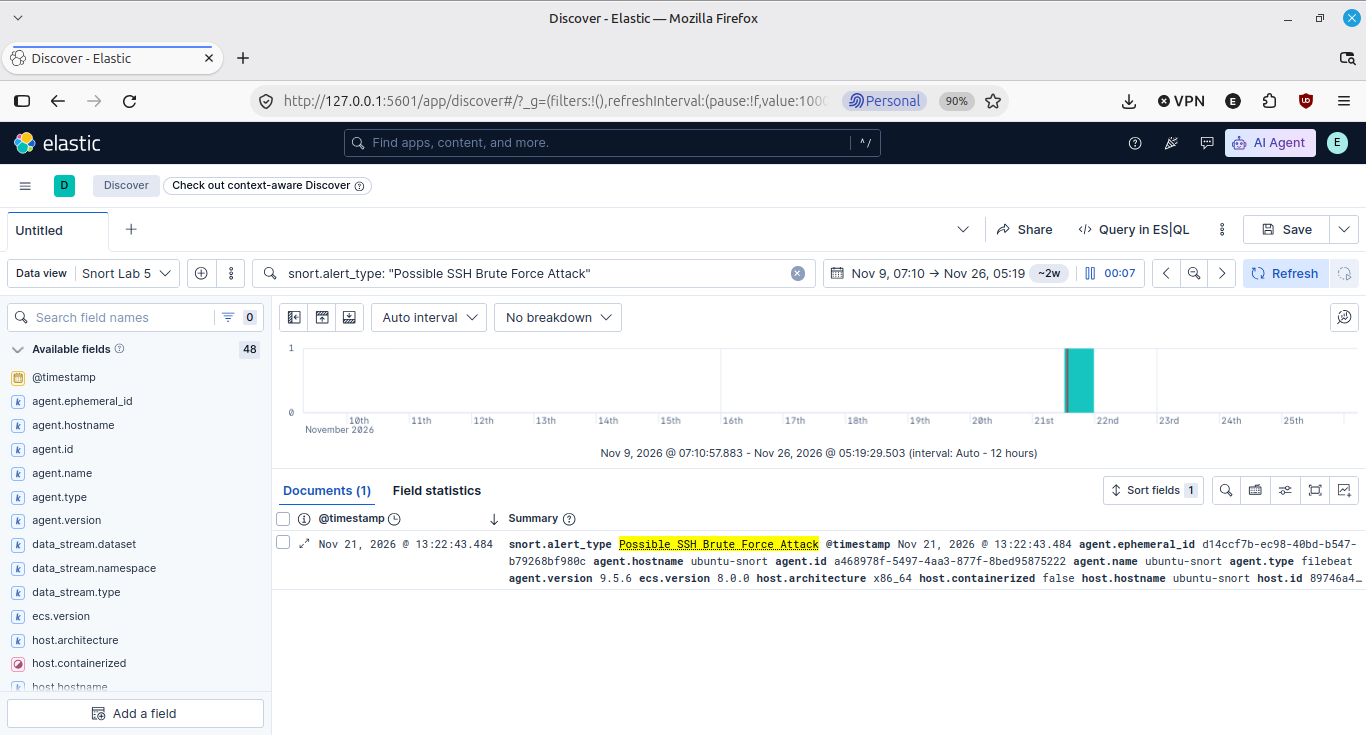 Discover - Elastic — Mozilla Firefox
Discover - Elastic
http://127.0.0.1:5601/app/discover#/?_g=(filters:!(),refreshInterval:(pause:!f,value:1000 Personal 90% VPN E
elastic Find apps, content, and more. ^/ AI Agent E
D Discover Check out context-aware Discover
Untitled Share Query in ES|QL Save
Data view Snort Lab 5 snort.alert_type: "Possible SSH Brute Force Attack" Nov 9, 07:10 → Nov 26, 05:19 ~2w 00:07 Refresh
Search field names 0
Auto interval No breakdown
Available fields 48
@timestamp
agent.ephemeral_id
agent.hostname
agent.id
agent.name
agent.type
agent.version
data_stream.dataset
data_stream.namespace
data_stream.type
ecs.version
host.architecture
host.containerized
host.hostname
Add a field
1
0
10th 11th 12th 13th 14th 15th 16th 17th 18th 19th 20th 21st 22nd 23rd 24th 25th
November 2026
Nov 9, 2026 @ 07:10:57.883 - Nov 26, 2026 @ 05:19:29.503 (interval: Auto - 12 hours)
Documents (1) Field statistics Sort fields 1
@timestamp Summary
Nov 21, 2026 @ 13:22:43.484 snort.alert_type Possible SSH Brute Force Attack @timestamp Nov 21, 2026 @ 13:22:43.484 agent.ephemeral_id d14ccf7b-ec98-40bd-b547-
b79268bf980c agent.hostname ubuntu-snort agent.id a468978f-5497-4aa3-877f-8bed95875222 agent.name ubuntu-snort agent.type filebeat
agent.version 9.5.6 ecs.version 8.0.0 host.architecture x86_64 host.containerized false host.hostname ubuntu-snort host.id 89746a4…